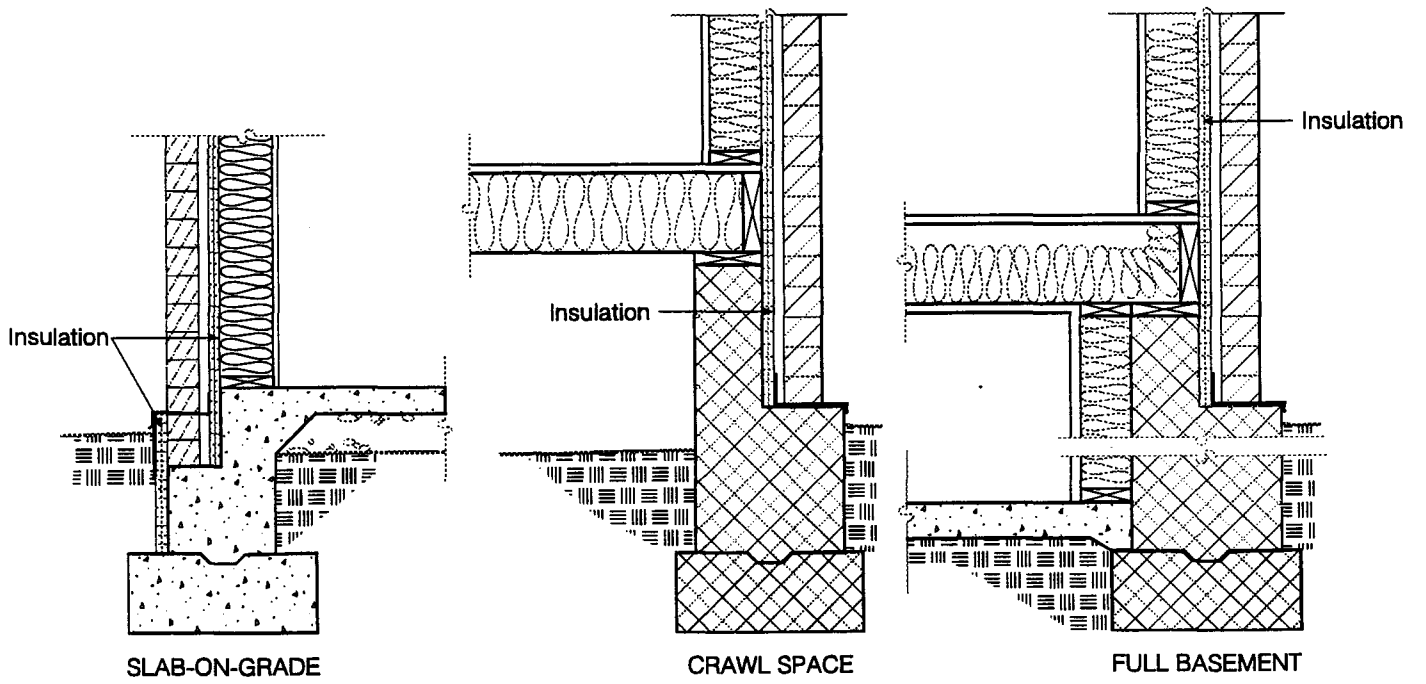 Insulation
Insulation
Insulation
SLAB-ON-GRADE
CRAWL SPACE
FULL BASEMENT